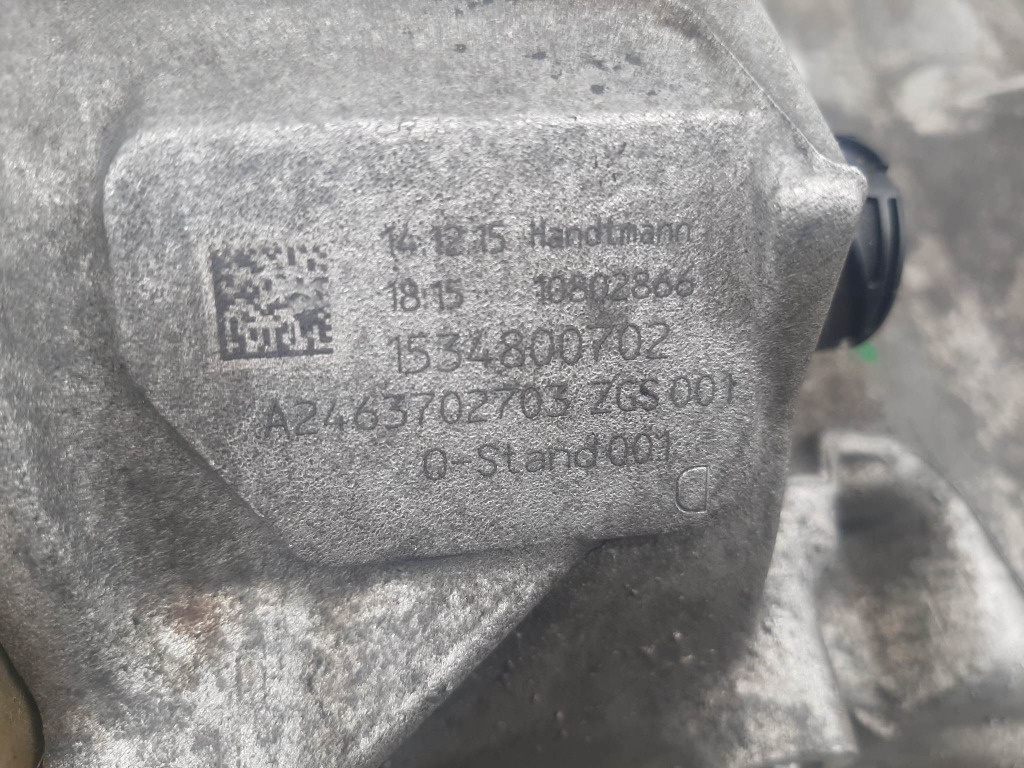 14.12.15 Handtmann
18:15 10802866
1534800702
A2463702703 ZGS 001
0-Stand 001
D